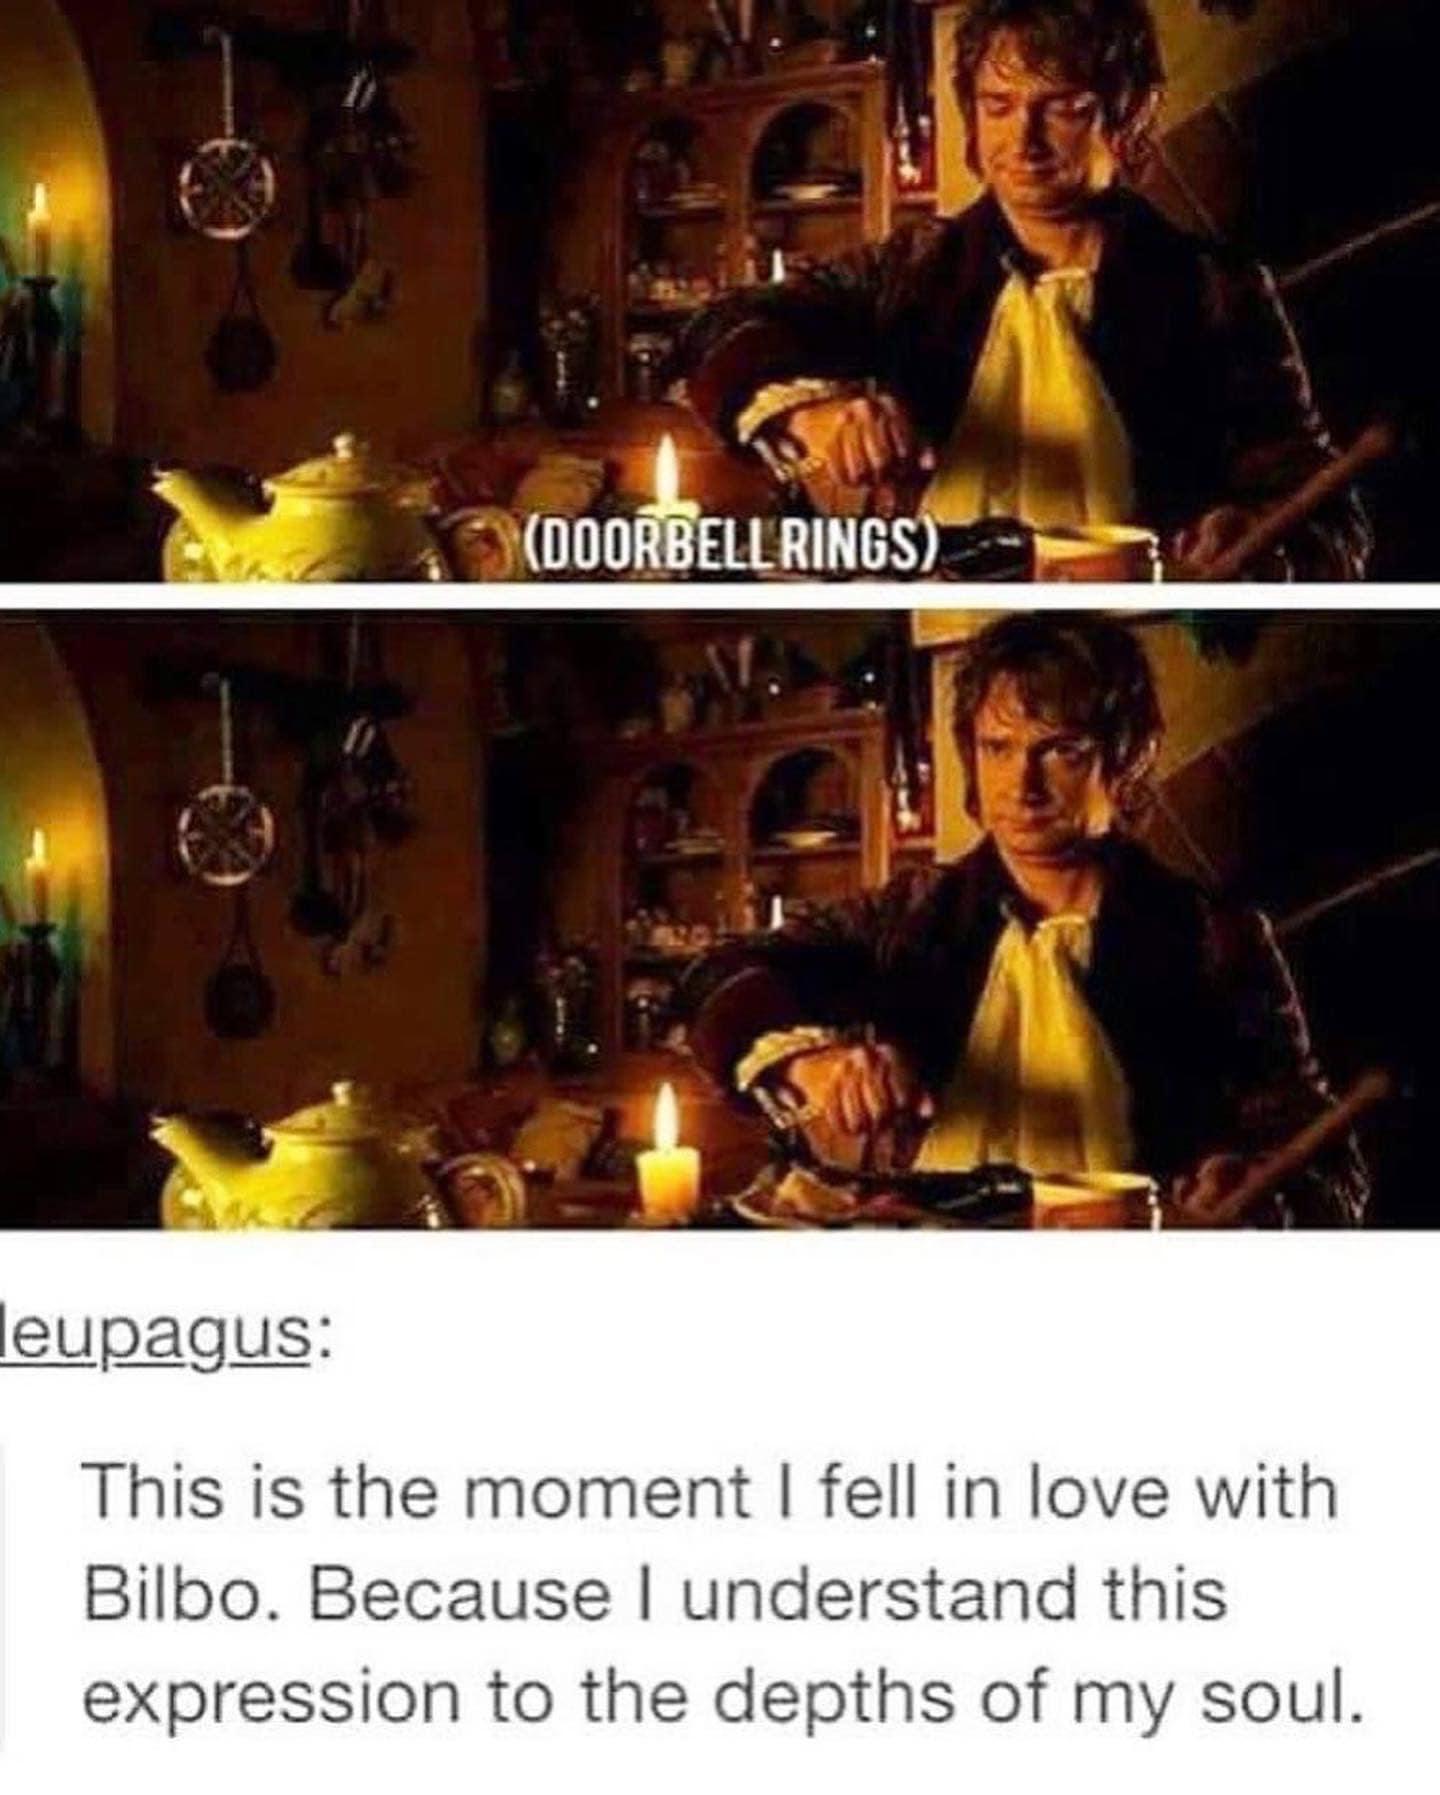 (DOORBELL RINGS)
leupagus:
This is the moment I fell in love with
Bilbo. Because I understand this
expression to the depths of my soul.